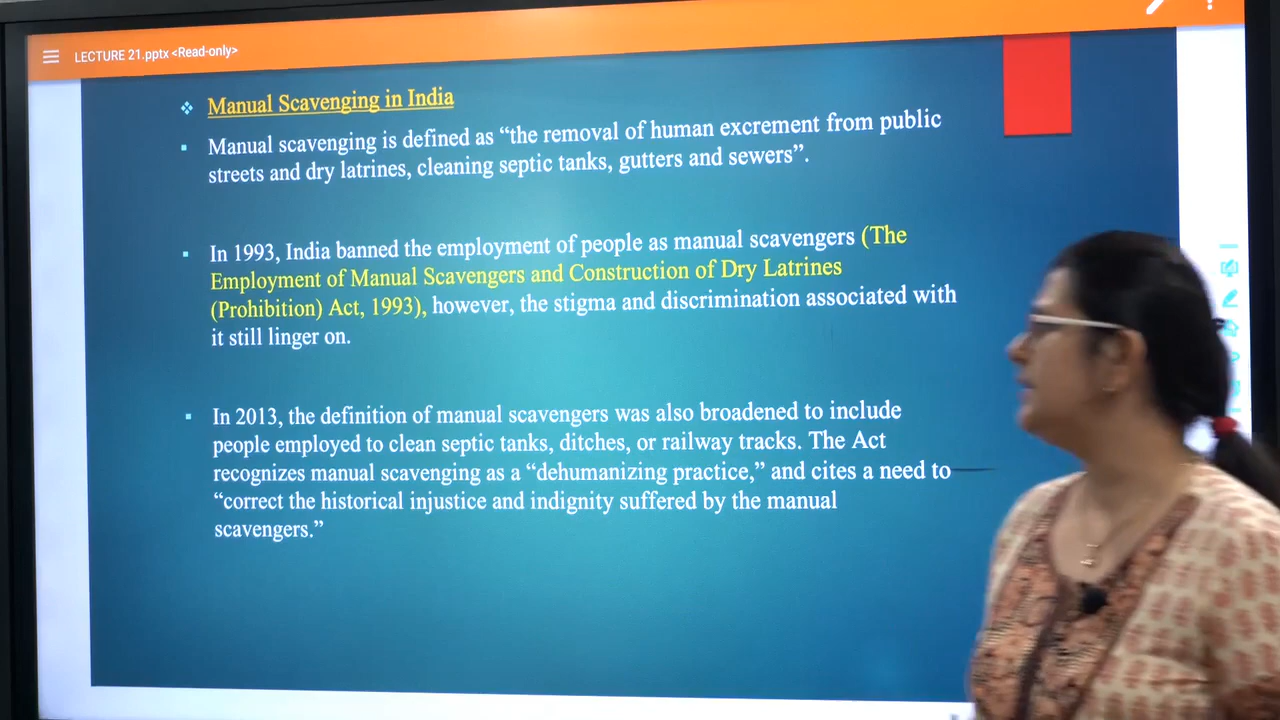 LECTURE 21.pptx <Read-only>
Manual Scavenging in India
Manual scavenging is defined as “the removal of human excrement from public
streets and dry latrines, cleaning septic tanks, gutters and sewers”.
In 1993, India banned the employment of people as manual scavengers (The
Employment of Manual Scavengers and Construction of Dry Latrines
(Prohibition) Act, 1993), however, the stigma and discrimination associated with
it still linger on.
In 2013, the definition of manual scavengers was also broadened to include
people employed to clean septic tanks, ditches, or railway tracks. The Act
recognizes manual scavenging as a “dehumanizing practice,” and cites a need to
“correct the historical injustice and indignity suffered by the manual
scavengers.”